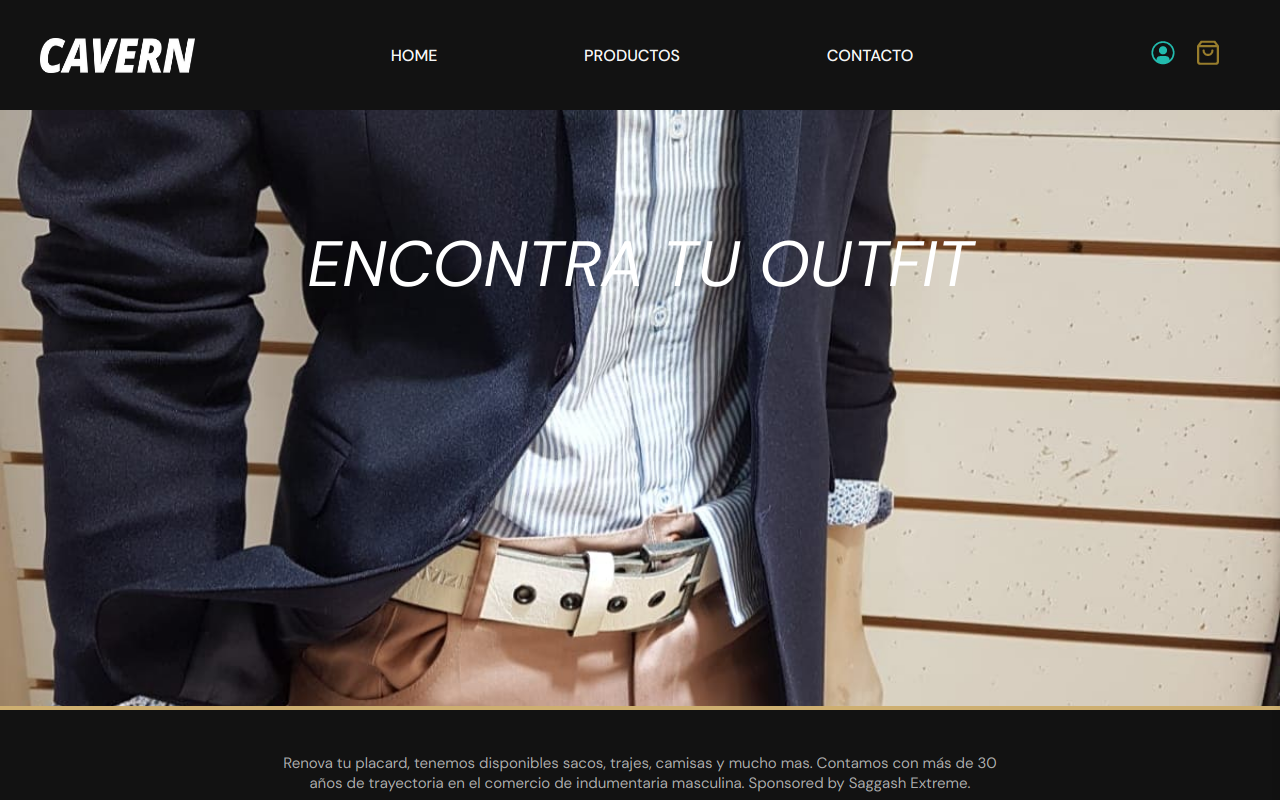 CAVERN
HOME
PRODUCTOS
CONTACTO
ENCONTRA TU OUTFIT
Renova tu placard, tenemos disponibles sacos, trajes, camisas y mucho mas. Contamos con más de 30
años de trayectoria en el comercio de indumentaria masculina. Sponsored by Saggash Extreme.